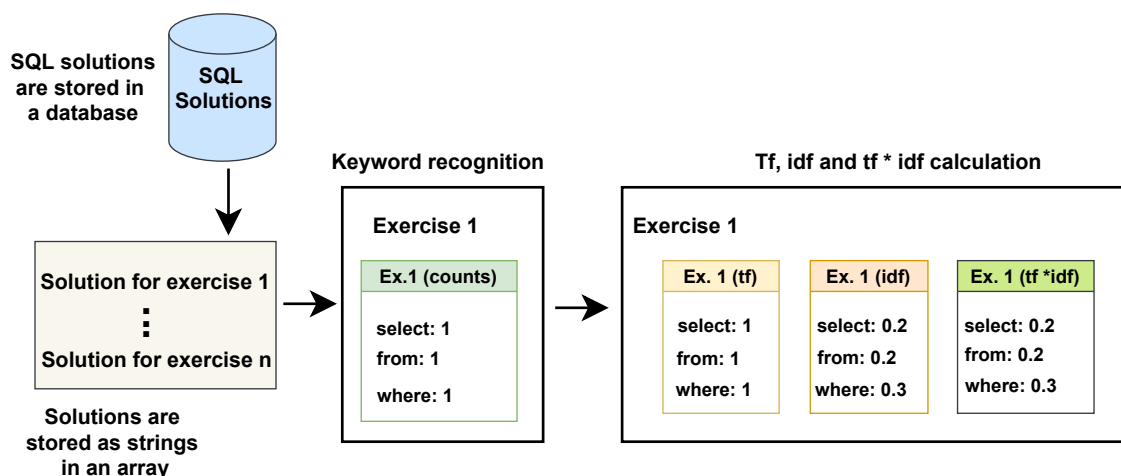 SQL solutions
are stored in
a database
SQL
Solutions
Solution for exercise 1
⋮
Solution for exercise n
Solutions are
stored as strings
in an array
Keyword recognition
Exercise 1
Ex.1 (counts)
select: 1
from: 1
where: 1
Tf, idf and tf * idf calculation
Exercise 1
Ex. 1 (tf)
select: 1
from: 1
where: 1
Ex. 1 (idf)
select: 0.2
from: 0.2
where: 0.3
Ex. 1 (tf *idf)
select: 0.2
from: 0.2
where: 0.3